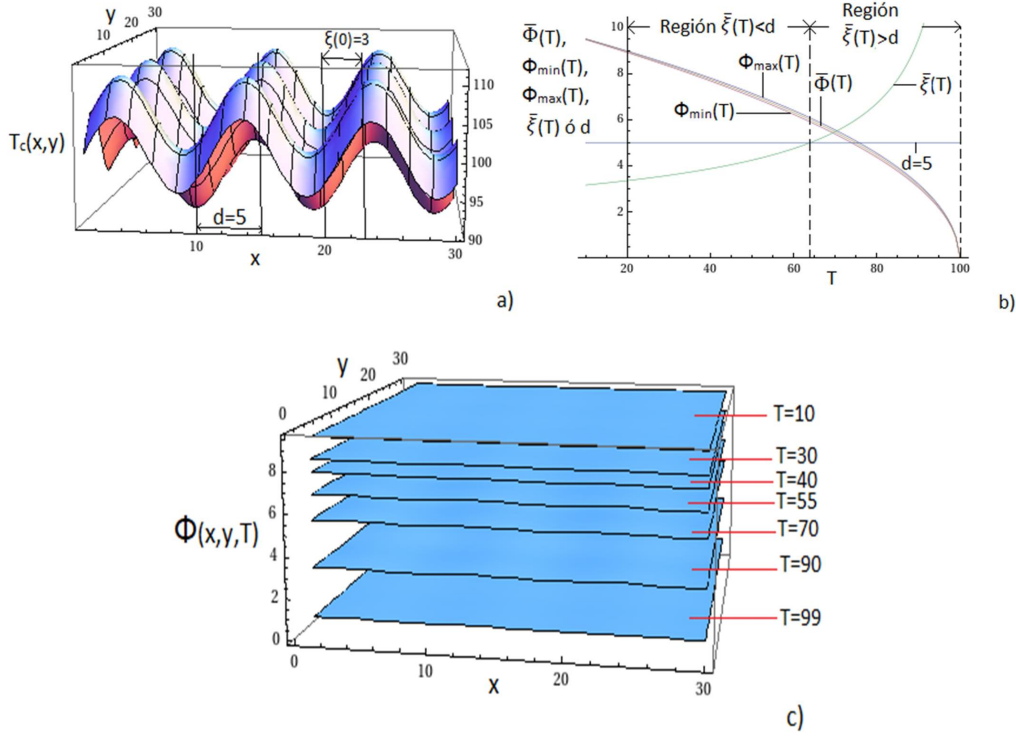 y
10
20
30
ξ(0)=3
Tc(x,y)
110
105
100
95
90
d=5
10
20
30
x
a)
Φ̅(T),
Φmin(T),
Φmax(T),
ξ̅(T) ó d
Región ξ̅(T)<d
Región
ξ̅(T)>d
10
8
6
4
2
Φmax(T)
Φ̅(T)
ξ̅(T)
Φmin(T)
d=5
20
40
60
80
100
T
b)
y
0
10
20
30
Φ(x,y,T)
8
6
4
2
0
T=10
T=30
T=40
T=55
T=70
T=90
T=99
0
10
20
30
x
c)